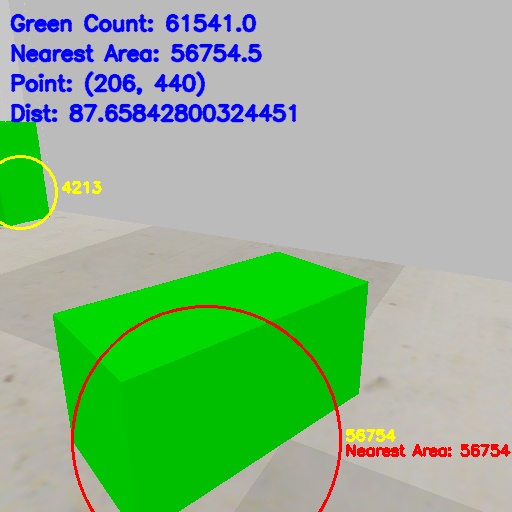 Green Count: 61541.0
Nearest Area: 56754.5
Point: (206, 440)
Dist: 87.65842800324451
4213
56754
Nearest Area: 56754